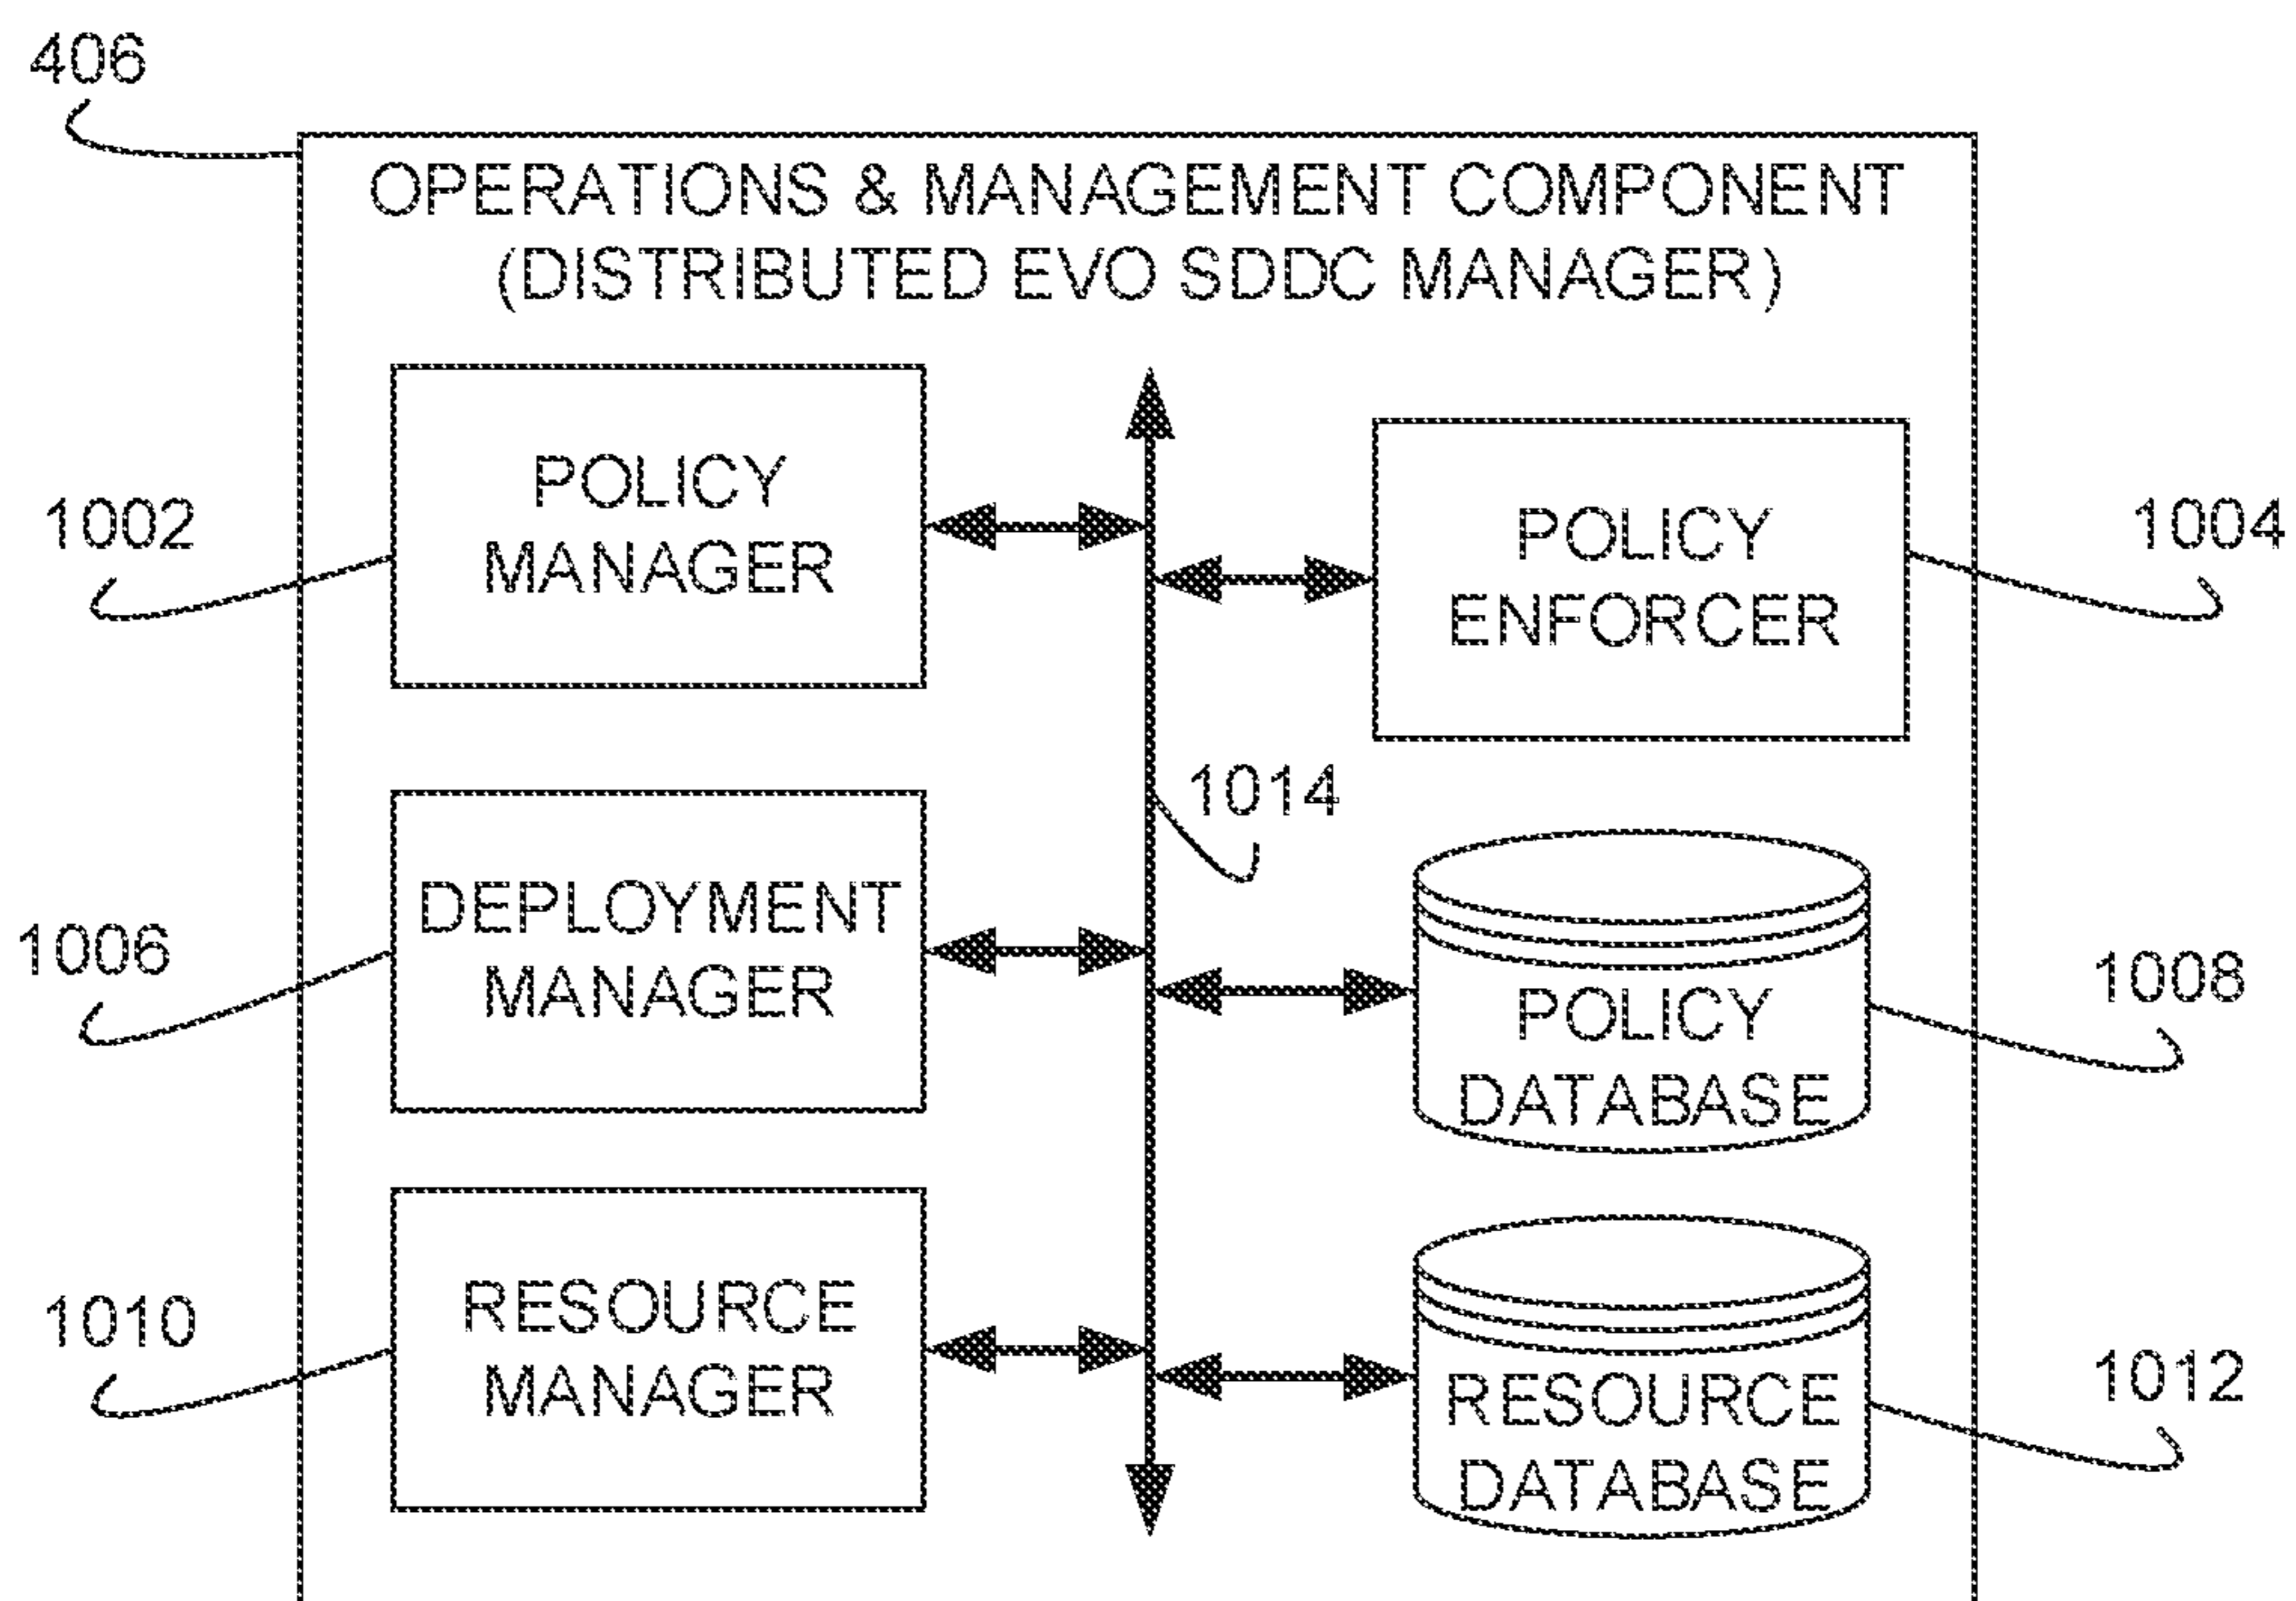 406
OPERATIONS & MANAGEMENT COMPONENT
(DISTRIBUTED EVO SDDC MANAGER)
1002
POLICY
MANAGER
POLICY
ENFORCER
1004
1014
1006
DEPLOYMENT
MANAGER
POLICY
DATABASE
1008
1010
RESOURCE
MANAGER
RESOURCE
DATABASE
1012